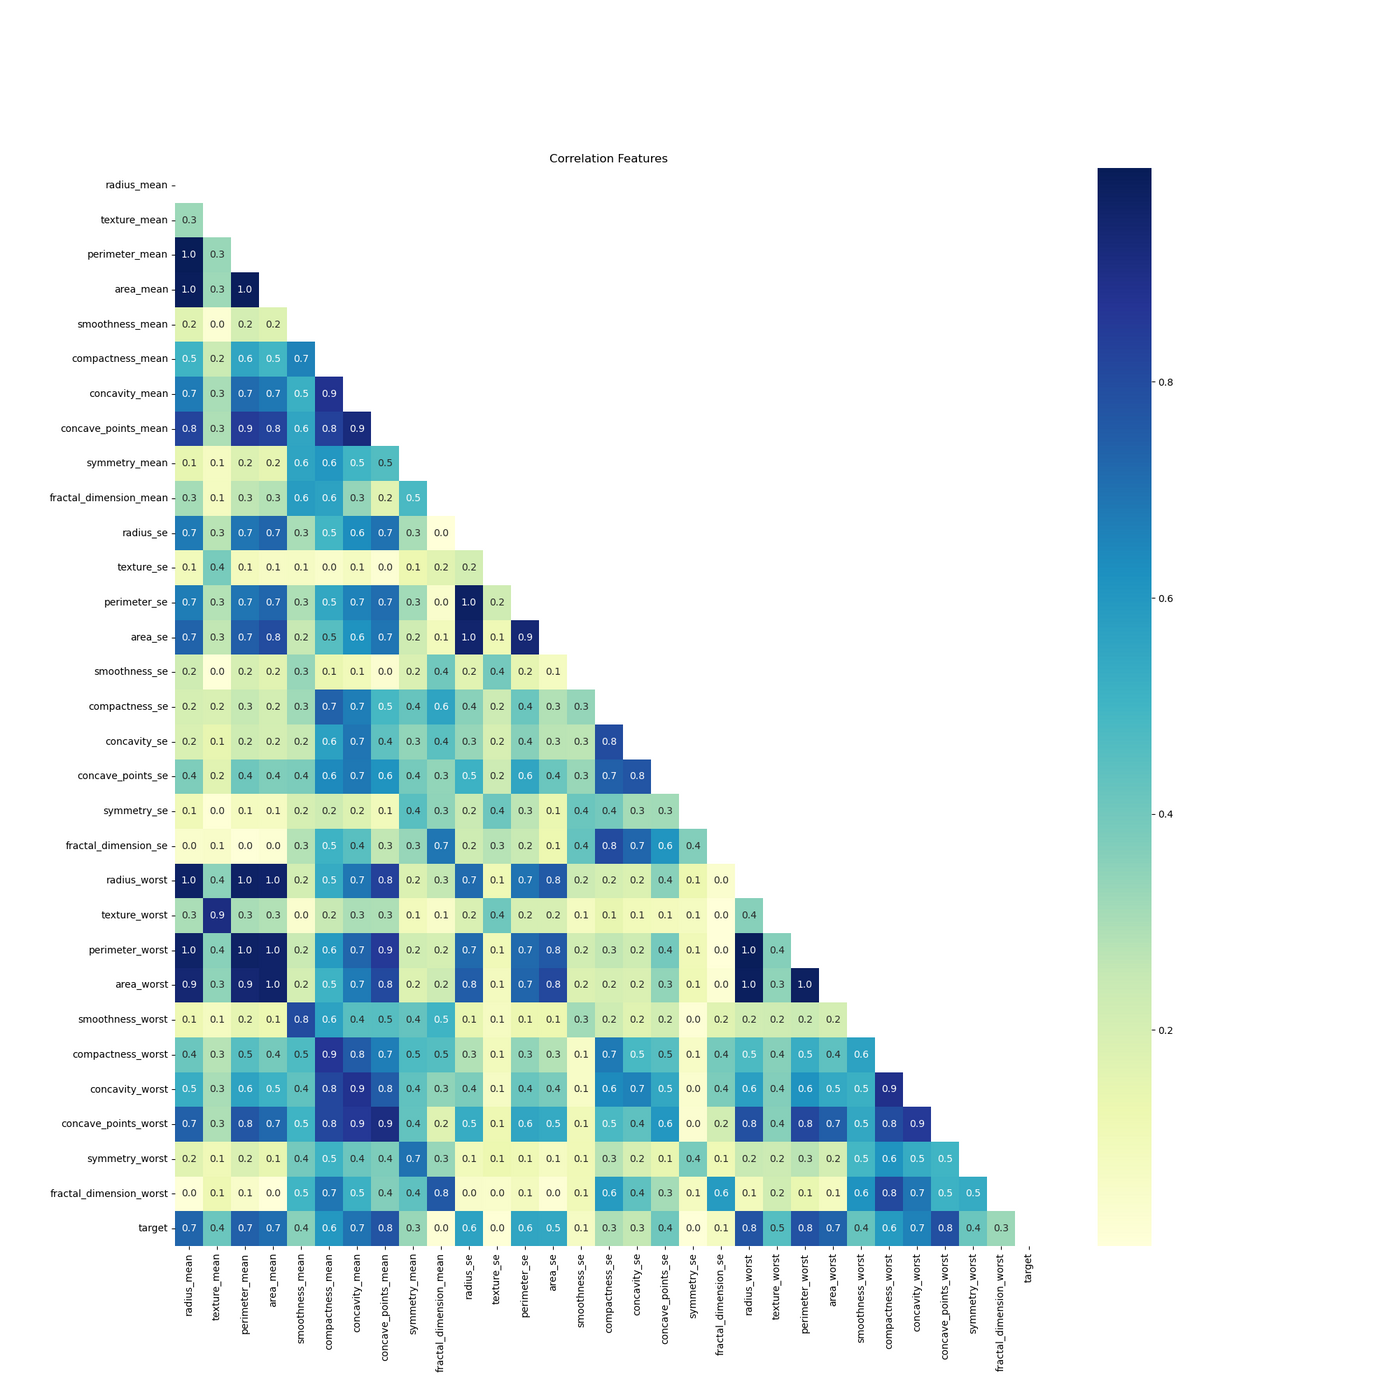 Correlation Features
radius_mean
texture_mean 0.3
perimeter_mean 1.0 0.3
area_mean 1.0 0.3 1.0
smoothness_mean 0.2 0.0 0.2 0.2
compactness_mean 0.5 0.2 0.6 0.5 0.7
concavity_mean 0.7 0.3 0.7 0.7 0.5 0.9
concave_points_mean 0.8 0.3 0.9 0.8 0.6 0.8 0.9
symmetry_mean 0.1 0.1 0.2 0.2 0.6 0.6 0.5 0.5
fractal_dimension_mean 0.3 0.1 0.3 0.3 0.6 0.6 0.3 0.2 0.5
radius_se 0.7 0.3 0.7 0.7 0.3 0.5 0.6 0.7 0.3 0.0
texture_se 0.1 0.4 0.1 0.1 0.1 0.0 0.1 0.0 0.1 0.2 0.2
perimeter_se 0.7 0.3 0.7 0.7 0.3 0.5 0.7 0.7 0.3 0.0 1.0 0.2
area_se 0.7 0.3 0.7 0.8 0.2 0.5 0.6 0.7 0.2 0.1 1.0 0.1 0.9
smoothness_se 0.2 0.0 0.2 0.2 0.3 0.1 0.1 0.0 0.2 0.4 0.2 0.4 0.2 0.1
compactness_se 0.2 0.2 0.3 0.2 0.3 0.7 0.7 0.5 0.4 0.6 0.4 0.2 0.4 0.3 0.3
concavity_se 0.2 0.1 0.2 0.2 0.2 0.6 0.7 0.4 0.3 0.4 0.3 0.2 0.4 0.3 0.3 0.8
concave_points_se 0.4 0.2 0.4 0.4 0.4 0.6 0.7 0.6 0.4 0.3 0.5 0.2 0.6 0.4 0.3 0.7 0.8
symmetry_se 0.1 0.0 0.1 0.1 0.2 0.2 0.2 0.1 0.4 0.3 0.2 0.4 0.3 0.1 0.4 0.4 0.3 0.3
fractal_dimension_se 0.0 0.1 0.0 0.0 0.3 0.5 0.4 0.3 0.3 0.7 0.2 0.3 0.2 0.1 0.4 0.8 0.7 0.6 0.4
radius_worst 1.0 0.4 1.0 1.0 0.2 0.5 0.7 0.8 0.2 0.3 0.7 0.1 0.7 0.8 0.2 0.2 0.2 0.4 0.1 0.0
texture_worst 0.3 0.9 0.3 0.3 0.0 0.2 0.3 0.3 0.1 0.1 0.2 0.4 0.2 0.2 0.1 0.1 0.1 0.1 0.1 0.0 0.4
perimeter_worst 1.0 0.4 1.0 1.0 0.2 0.6 0.7 0.9 0.2 0.2 0.7 0.1 0.7 0.8 0.2 0.3 0.2 0.4 0.1 0.0 1.0 0.4
area_worst 0.9 0.3 0.9 1.0 0.2 0.5 0.7 0.8 0.2 0.2 0.8 0.1 0.7 0.8 0.2 0.2 0.2 0.3 0.1 0.0 1.0 0.3 1.0
smoothness_worst 0.1 0.1 0.2 0.1 0.8 0.6 0.4 0.5 0.4 0.5 0.1 0.1 0.1 0.1 0.3 0.2 0.2 0.2 0.0 0.2 0.2 0.2 0.2 0.2
compactness_worst 0.4 0.3 0.5 0.4 0.5 0.9 0.8 0.7 0.5 0.5 0.3 0.1 0.3 0.3 0.1 0.7 0.5 0.5 0.1 0.4 0.5 0.4 0.5 0.4 0.6
concavity_worst 0.5 0.3 0.6 0.5 0.4 0.8 0.9 0.8 0.4 0.3 0.4 0.1 0.4 0.4 0.1 0.6 0.7 0.5 0.0 0.4 0.6 0.4 0.6 0.5 0.5 0.9
concave_points_worst 0.7 0.3 0.8 0.7 0.5 0.8 0.9 0.9 0.4 0.2 0.5 0.1 0.6 0.5 0.1 0.5 0.4 0.6 0.0 0.2 0.8 0.4 0.8 0.7 0.5 0.8 0.9
symmetry_worst 0.2 0.1 0.2 0.1 0.4 0.5 0.4 0.4 0.7 0.3 0.1 0.1 0.1 0.1 0.1 0.3 0.2 0.1 0.4 0.1 0.2 0.2 0.3 0.2 0.5 0.6 0.5 0.5
fractal_dimension_worst 0.0 0.1 0.1 0.0 0.5 0.7 0.5 0.4 0.4 0.8 0.0 0.0 0.1 0.0 0.1 0.6 0.4 0.3 0.1 0.6 0.1 0.2 0.1 0.1 0.6 0.8 0.7 0.5 0.5
target 0.7 0.4 0.7 0.7 0.4 0.6 0.7 0.8 0.3 0.0 0.6 0.0 0.6 0.5 0.1 0.3 0.3 0.4 0.0 0.1 0.8 0.5 0.8 0.7 0.4 0.6 0.7 0.8 0.4 0.3
radius_mean
texture_mean
perimeter_mean
area_mean
smoothness_mean
compactness_mean
concavity_mean
concave_points_mean
symmetry_mean
fractal_dimension_mean
radius_se
texture_se
perimeter_se
area_se
smoothness_se
compactness_se
concavity_se
concave_points_se
symmetry_se
fractal_dimension_se
radius_worst
texture_worst
perimeter_worst
area_worst
smoothness_worst
compactness_worst
concavity_worst
concave_points_worst
symmetry_worst
fractal_dimension_worst
target
0.8
0.6
0.4
0.2